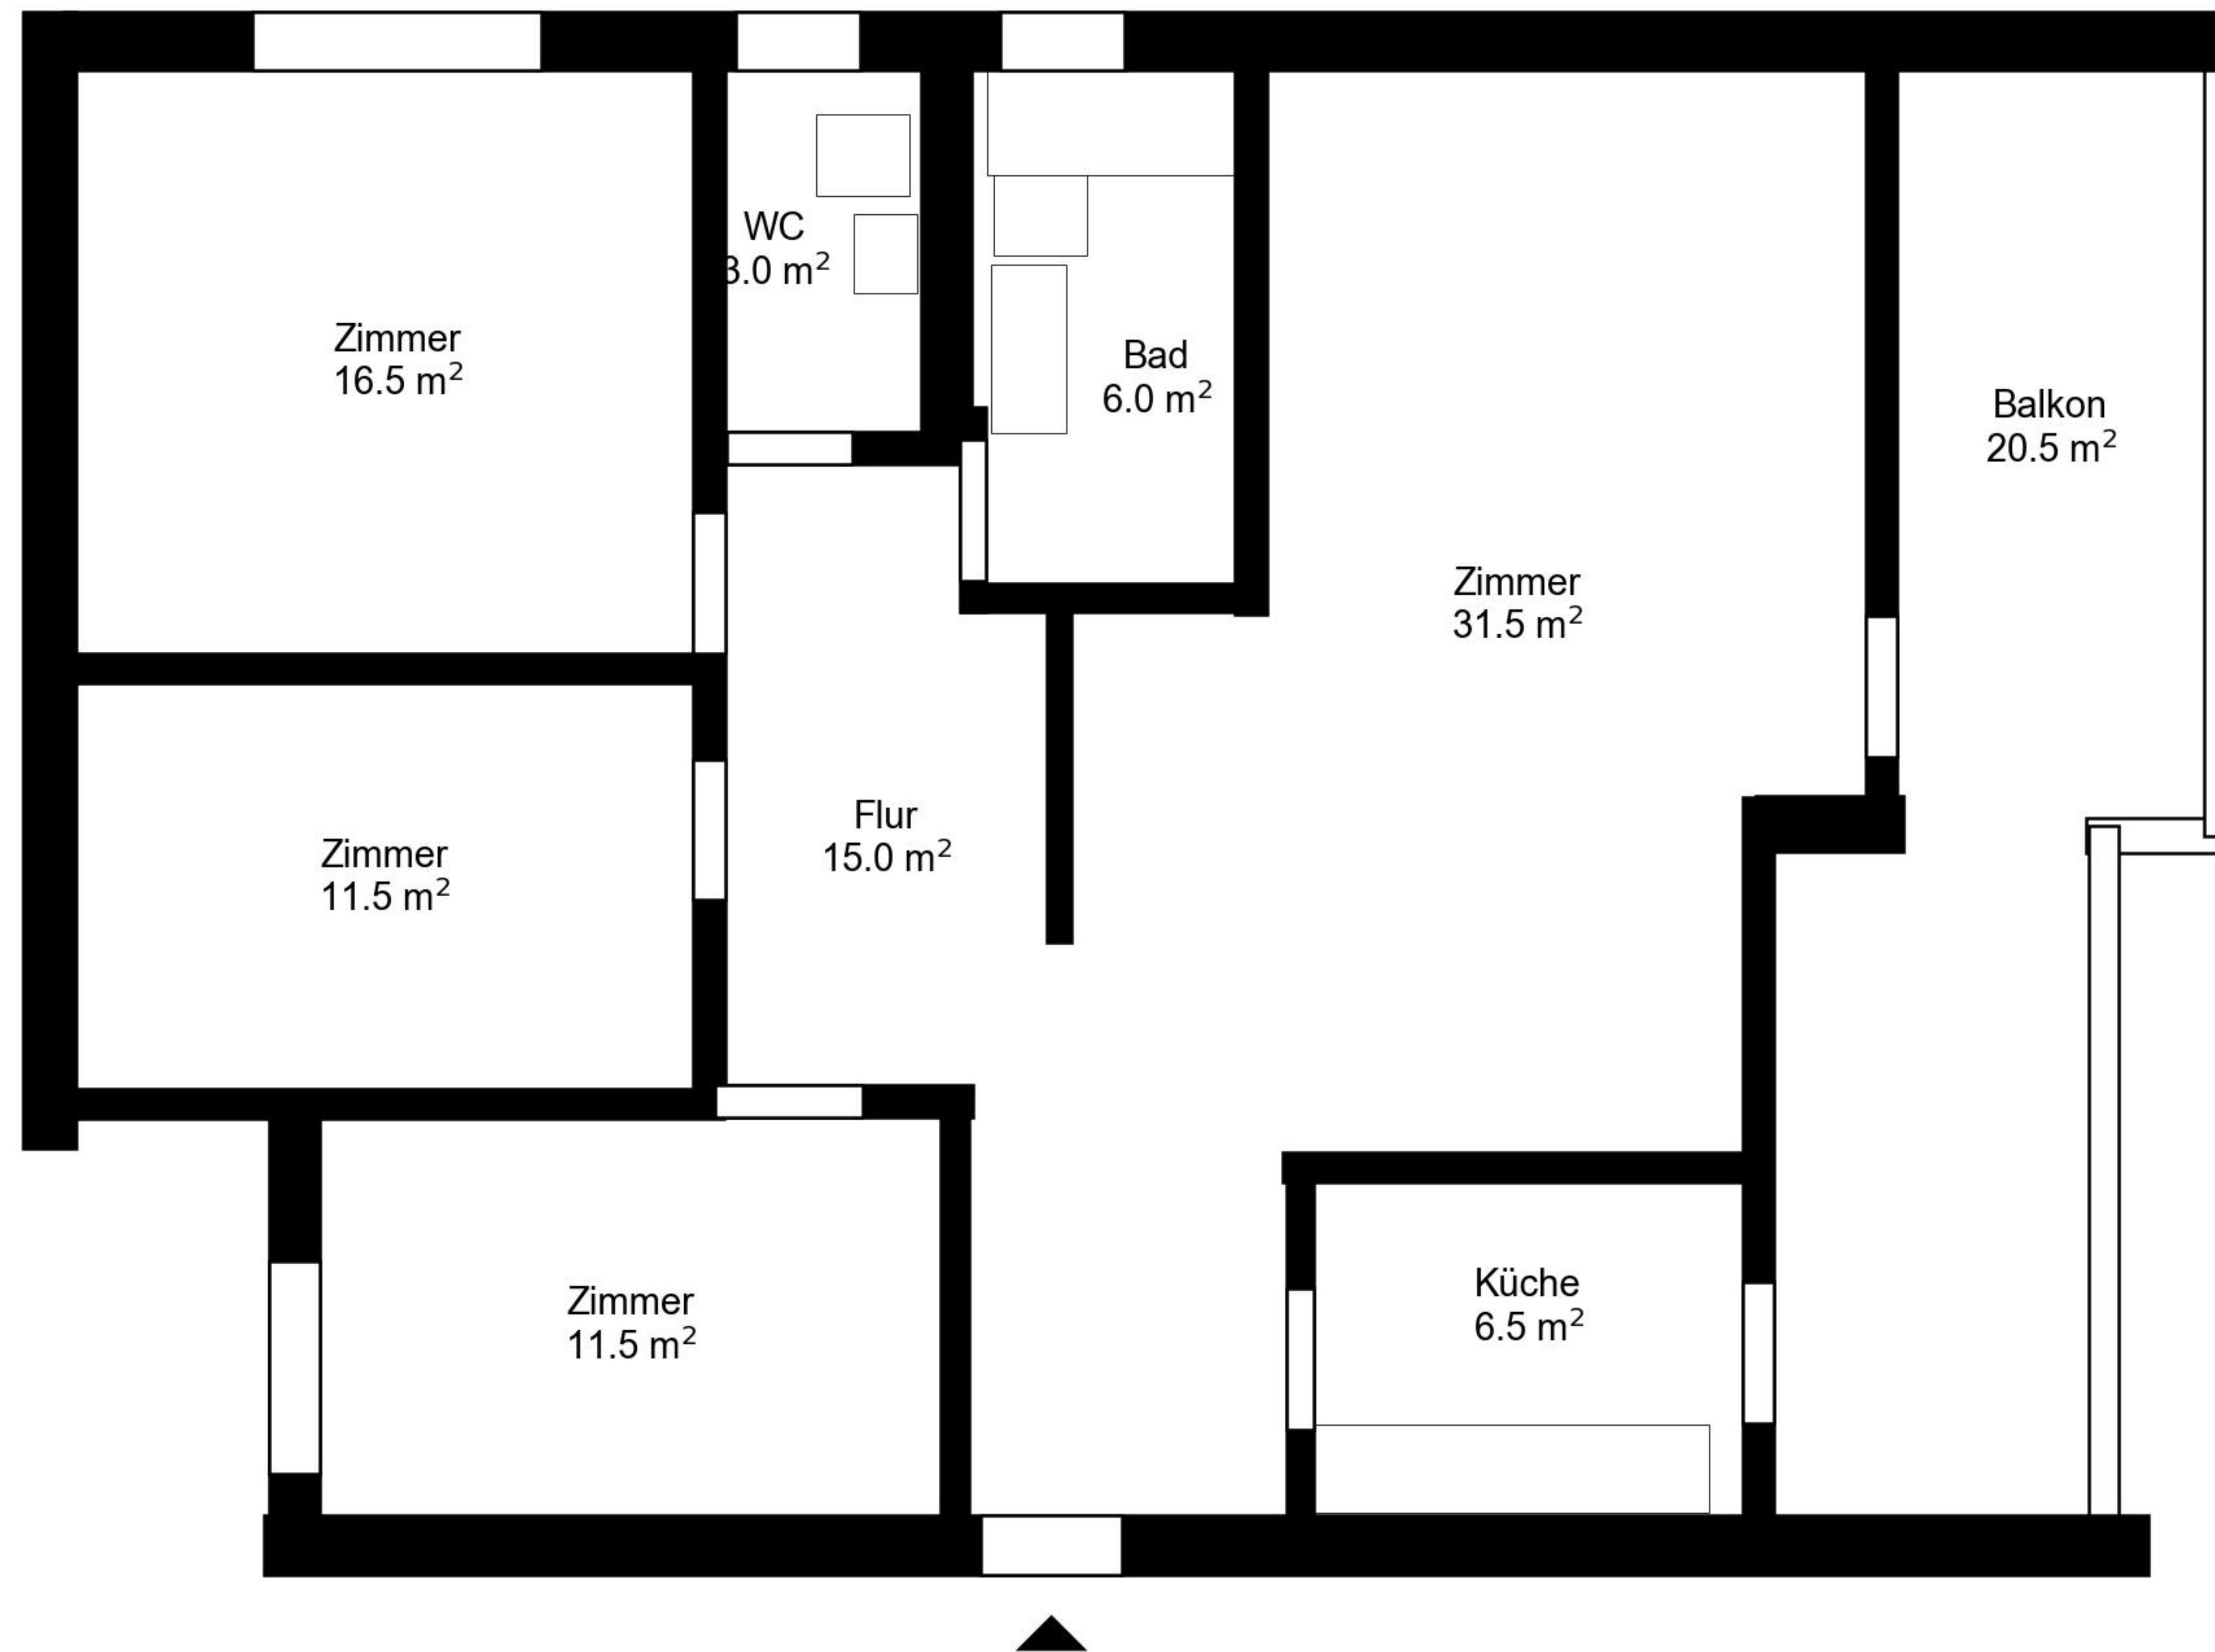 Zimmer
16.5 m²
WC
3.0 m²
Bad
6.0 m²
Zimmer
31.5 m²
Balkon
20.5 m²
Zimmer
11.5 m²
Flur
15.0 m²
Zimmer
11.5 m²
Küche
6.5 m²